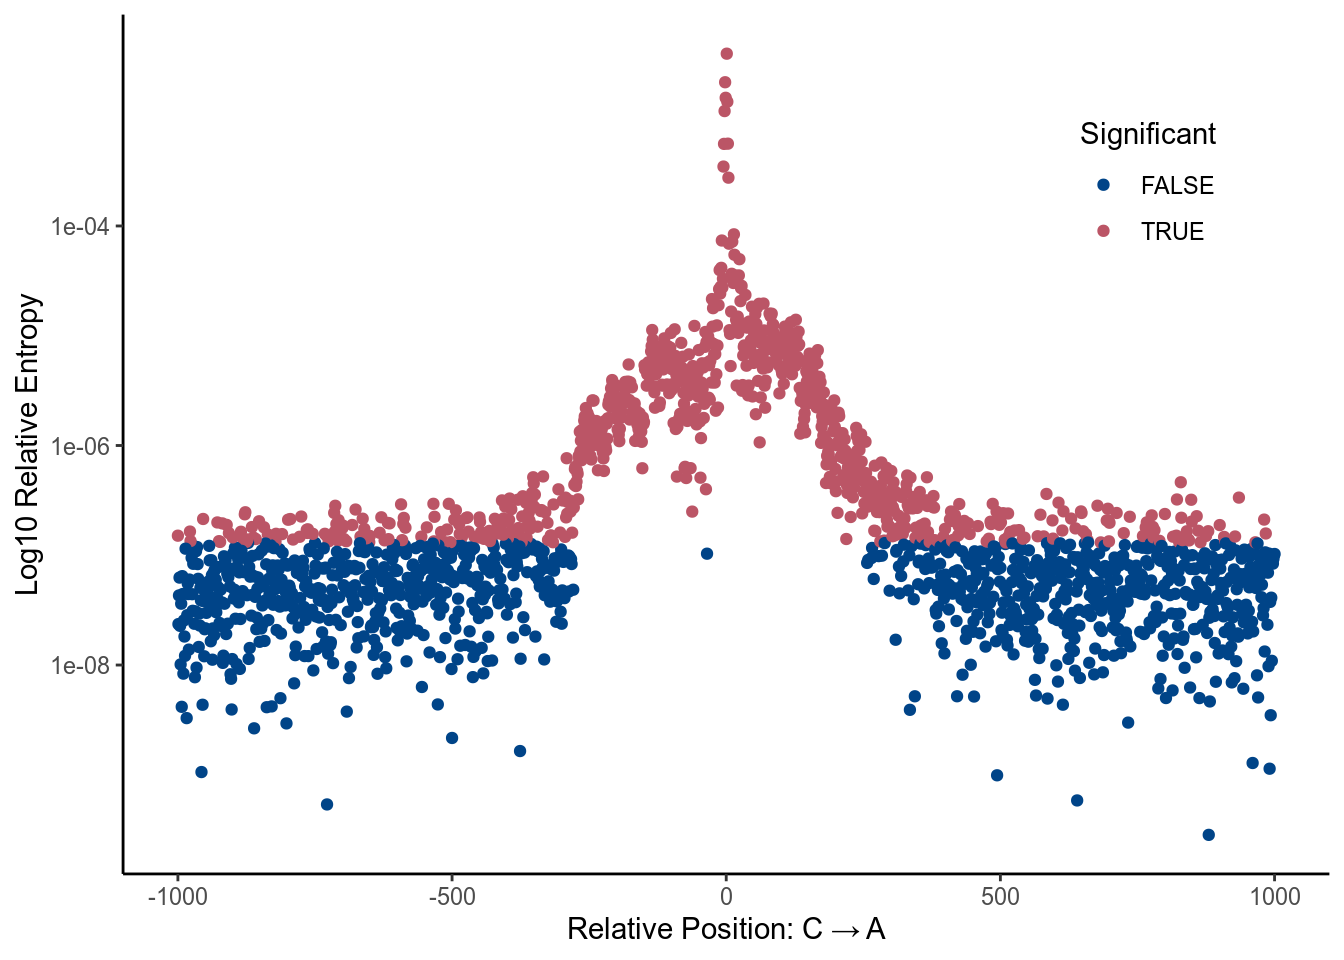 Significant
FALSE
TRUE
Log10 Relative Entropy
1e-04
1e-06
1e-08
-1000
-500
0
500
1000
Relative Position: C → A